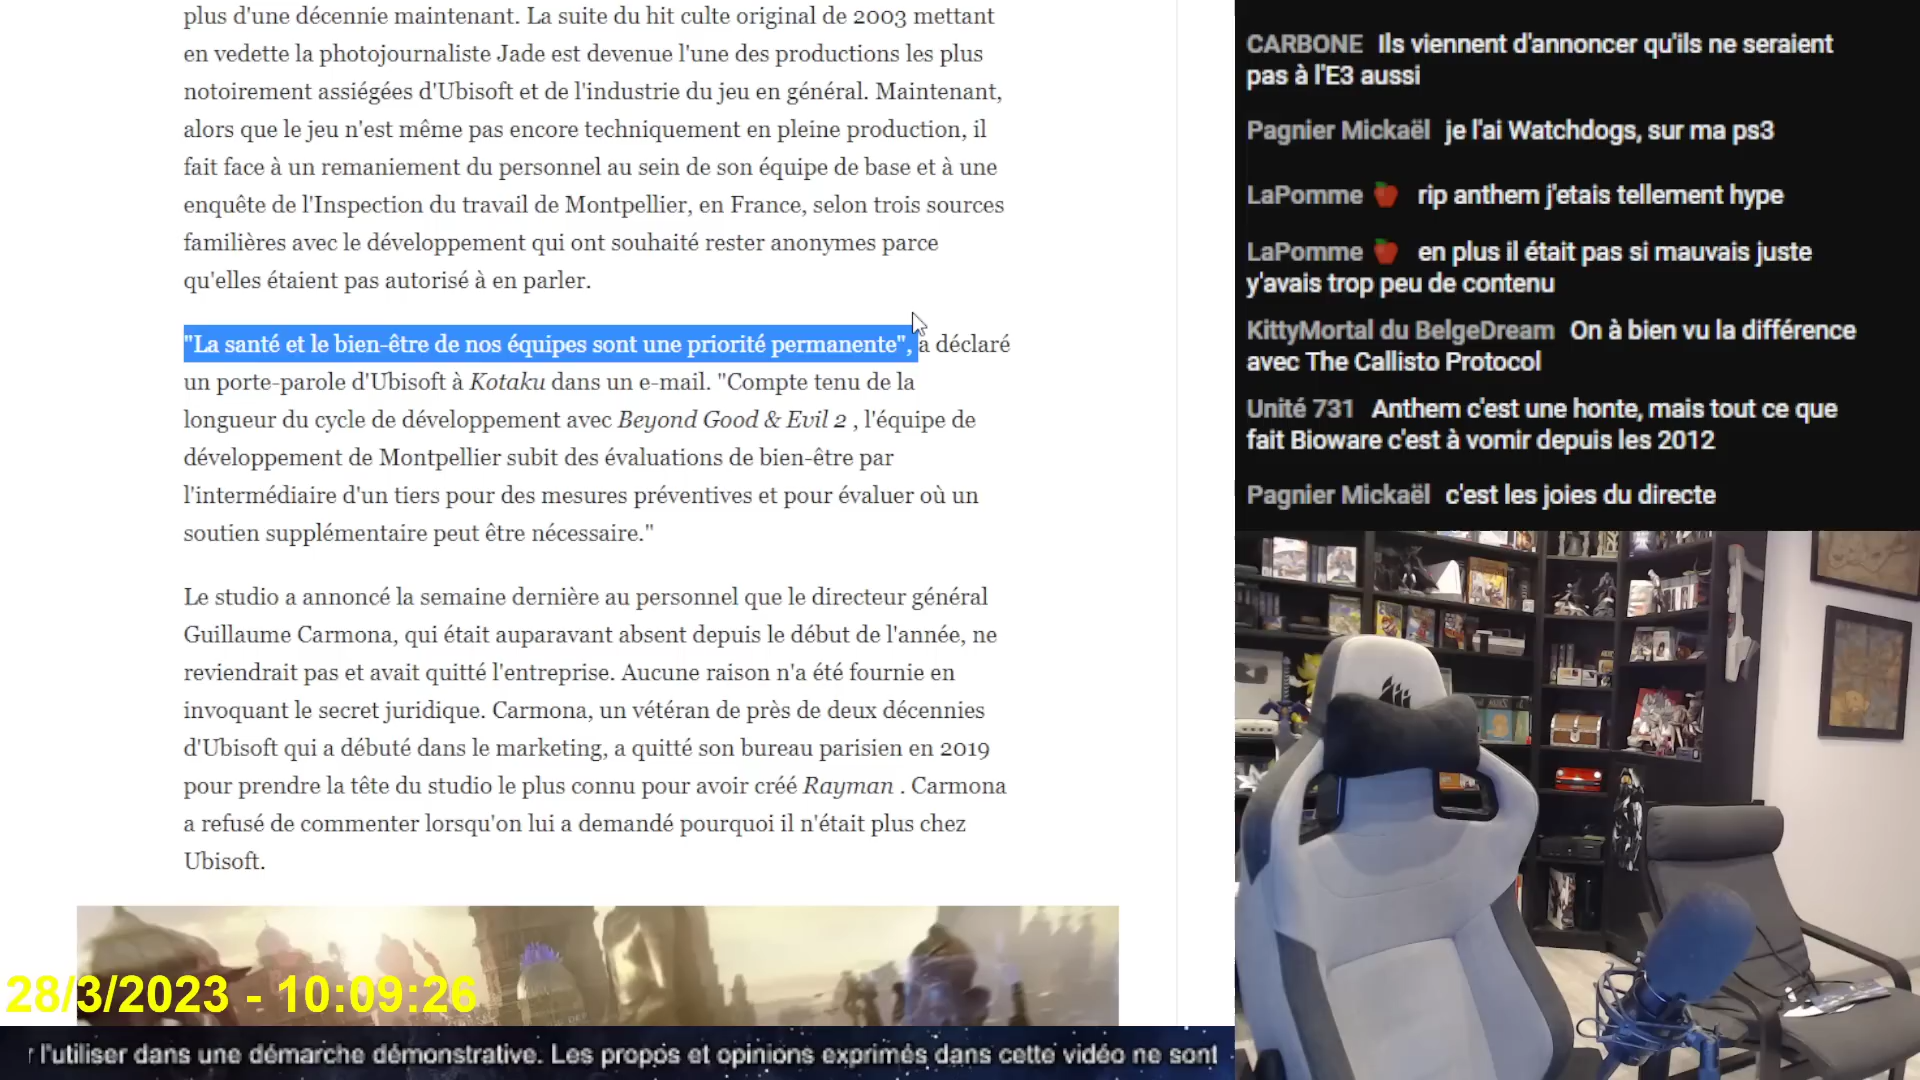 plus d'une décennie maintenant. La suite du hit culte original de 2003 mettant
en vedette la photojournaliste Jade est devenue l'une des productions les plus
notoirement assiégées d'Ubisoft et de l'industrie du jeu en général. Maintenant,
alors que le jeu n'est même pas encore techniquement en pleine production, il
fait face à un remaniement du personnel au sein de son équipe de base et à une
enquête de l'Inspection du travail de Montpellier, en France, selon trois sources
familières avec le développement qui ont souhaité rester anonymes parce
qu'elles étaient pas autorisé à en parler.
"La santé et le bien-être de nos équipes sont une priorité permanente", a déclaré
un porte-parole d'Ubisoft à Kotaku dans un e-mail. "Compte tenu de la
longueur du cycle de développement avec Beyond Good & Evil 2 , l'équipe de
développement de Montpellier subit des évaluations de bien-être par
l'intermédiaire d'un tiers pour des mesures préventives et pour évaluer où un
soutien supplémentaire peut être nécessaire."
Le studio a annoncé la semaine dernière au personnel que le directeur général
Guillaume Carmona, qui était auparavant absent depuis le début de l'année, ne
reviendrait pas et avait quitté l'entreprise. Aucune raison n'a été fournie en
invoquant le secret juridique. Carmona, un vétéran de près de deux décennies
d'Ubisoft qui a débuté dans le marketing, a quitté son bureau parisien en 2019
pour prendre la tête du studio le plus connu pour avoir créé Rayman . Carmona
a refusé de commenter lorsqu'on lui a demandé pourquoi il n'était plus chez
Ubisoft.
28/3/2023 - 10:09:26
l'utiliser dans une démarche démonstrative. Les propos et opinions exprimés dans cette vidéo ne sont
CARBONE Ils viennent d'annoncer qu'ils ne seraient
pas à l'E3 aussi
Pagnier Mickaël je l'ai Watchdogs, sur ma ps3
LaPomme rip anthem j'etais tellement hype
LaPomme en plus il était pas si mauvais juste
y'avais trop peu de contenu
KittyMortal du BelgeDream On à bien vu la différence
avec The Callisto Protocol
Unité 731 Anthem c'est une honte, mais tout ce que
fait Bioware c'est à vomir depuis les 2012
Pagnier Mickaël c'est les joies du directe